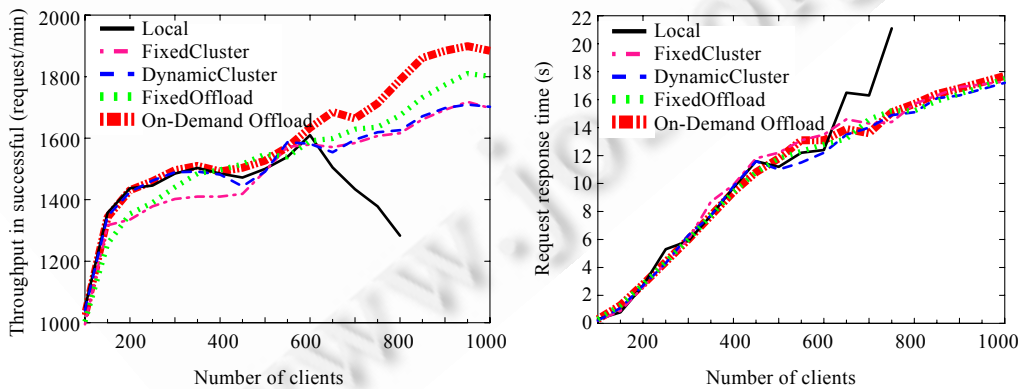 Throughput in successful (request/min)
2000
1800
1600
1400
1200
1000
Local
FixedCluster
DynamicCluster
FixedOffload
On-Demand Offload
200
400
600
800
1000
Number of clients
Request response time (s)
22
20
18
16
14
12
10
8
6
4
2
0
Local
FixedCluster
DynamicCluster
FixedOffload
On-Demand Offload
200
400
600
800
1000
Number of clients